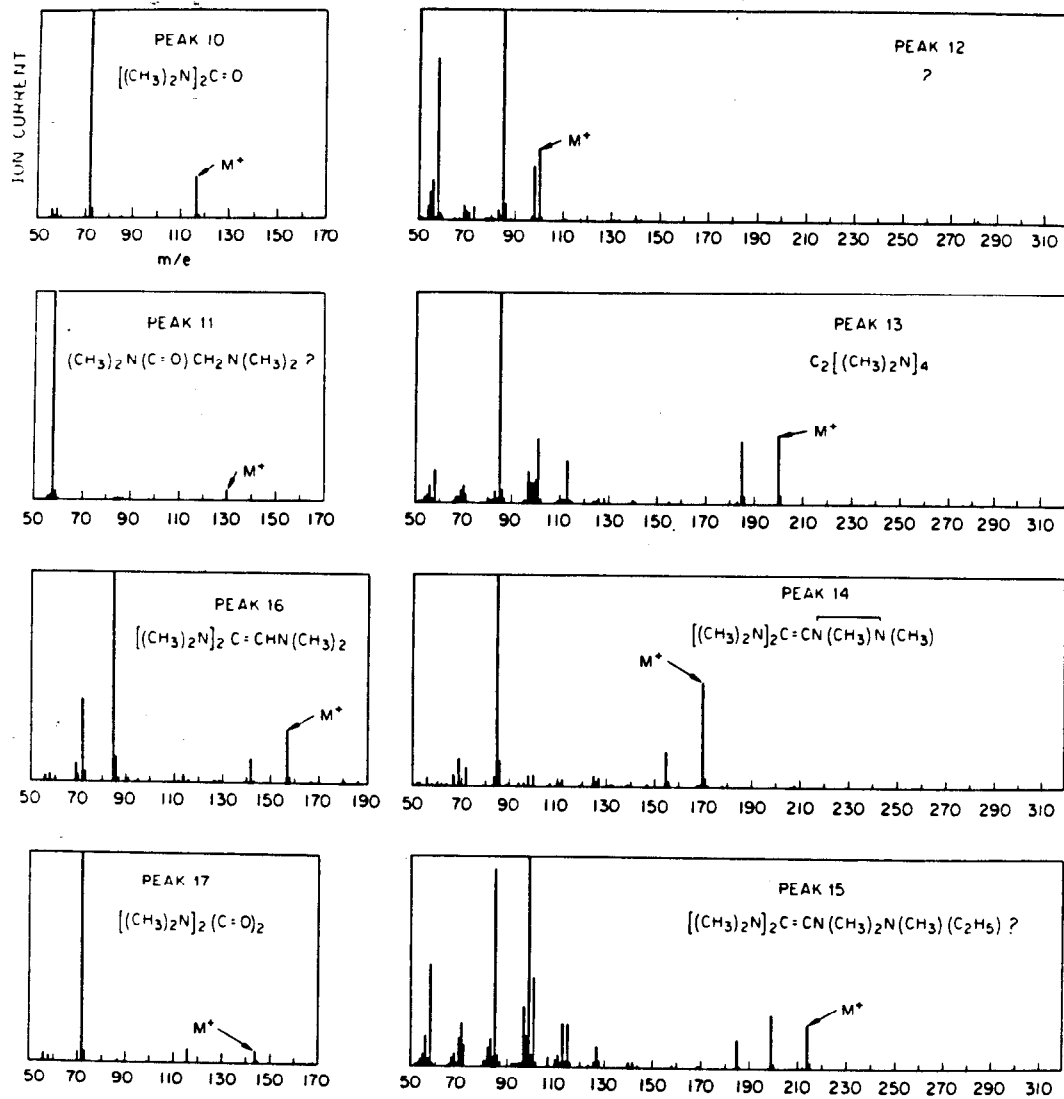 PEAK 10
[(CH₃)₂N]₂C=O
M⁺
ION CURRENT
50 70 90 110 130 150 170
m/e
PEAK 12
?
M⁺
50 70 90 110 130 150 170 190 210 230 250 270 290 310
PEAK 11
(CH₃)₂N(C=O)CH₂N(CH₃)₂ ?
M⁺
50 70 90 110 130 150 170
PEAK 13
C₂[(CH₃)₂N]₄
M⁺
50 70 90 110 130 150 170 190 210 230 250 270 290 310
PEAK 16
[(CH₃)₂N]₂C=CHN(CH₃)₂
M⁺
50 70 90 110 130 150 170 190
PEAK 14
[(CH₃)₂N]₂C=CN(CH₃)N(CH₃)
M⁺
50 70 90 110 130 150 170 190 210 230 250 270 290 310
PEAK 17
[(CH₃)₂N]₂(C=O)₂
M⁺
50 70 90 110 130 150 170
PEAK 15
[(CH₃)₂N]₂C=CN(CH₃)₂N(CH₃)(C₂H₅) ?
M⁺
50 70 90 110 130 150 170 190 210 230 250 270 290 310